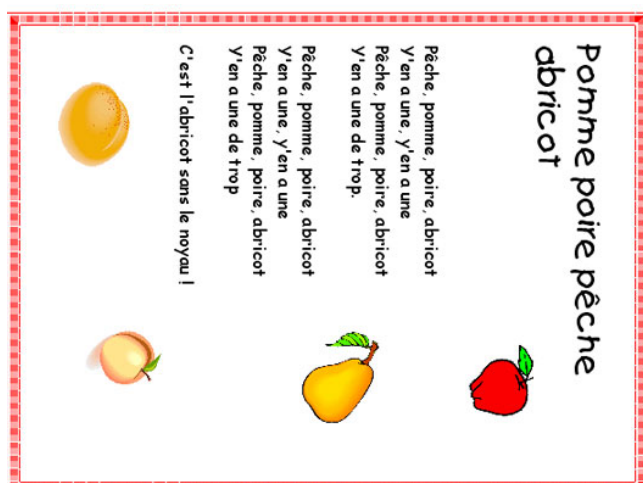 Pomme poire pêche
abricot
Pêche, pomme, poire, abricot
Y'en a une, y'en a une
Pêche, pomme, poire, abricot
Y'en a une de trop.
Pêche, pomme, poire, abricot
Y'en a une, y'en a une
Pêche, pomme, poire, abricot
Y'en a une de trop
C'est l'abricot sans le noyau !